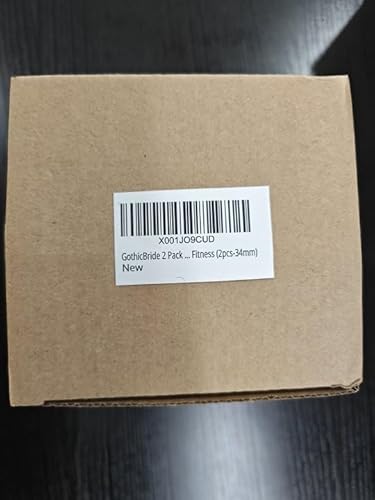 X001JO9CUD
GothicBride 2 Pack ... Fitness (2pcs-34mm)
New